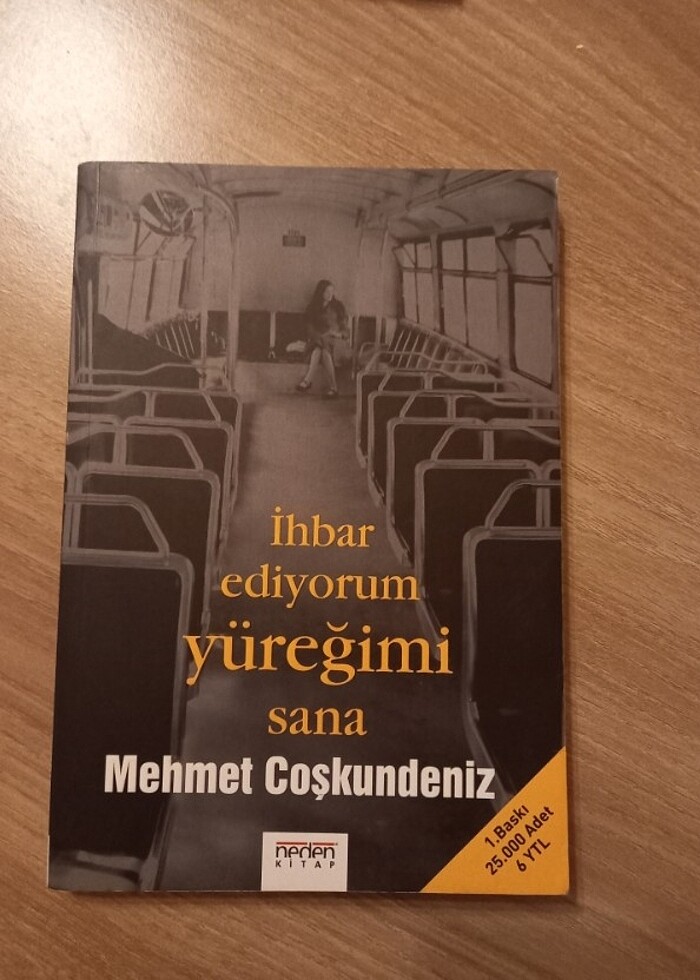 İhbar
ediyorum
yüreğimi
sana
Mehmet Coşkundeniz
neden
KİTAP
1.Baskı
25.000 Adet
6 YTL